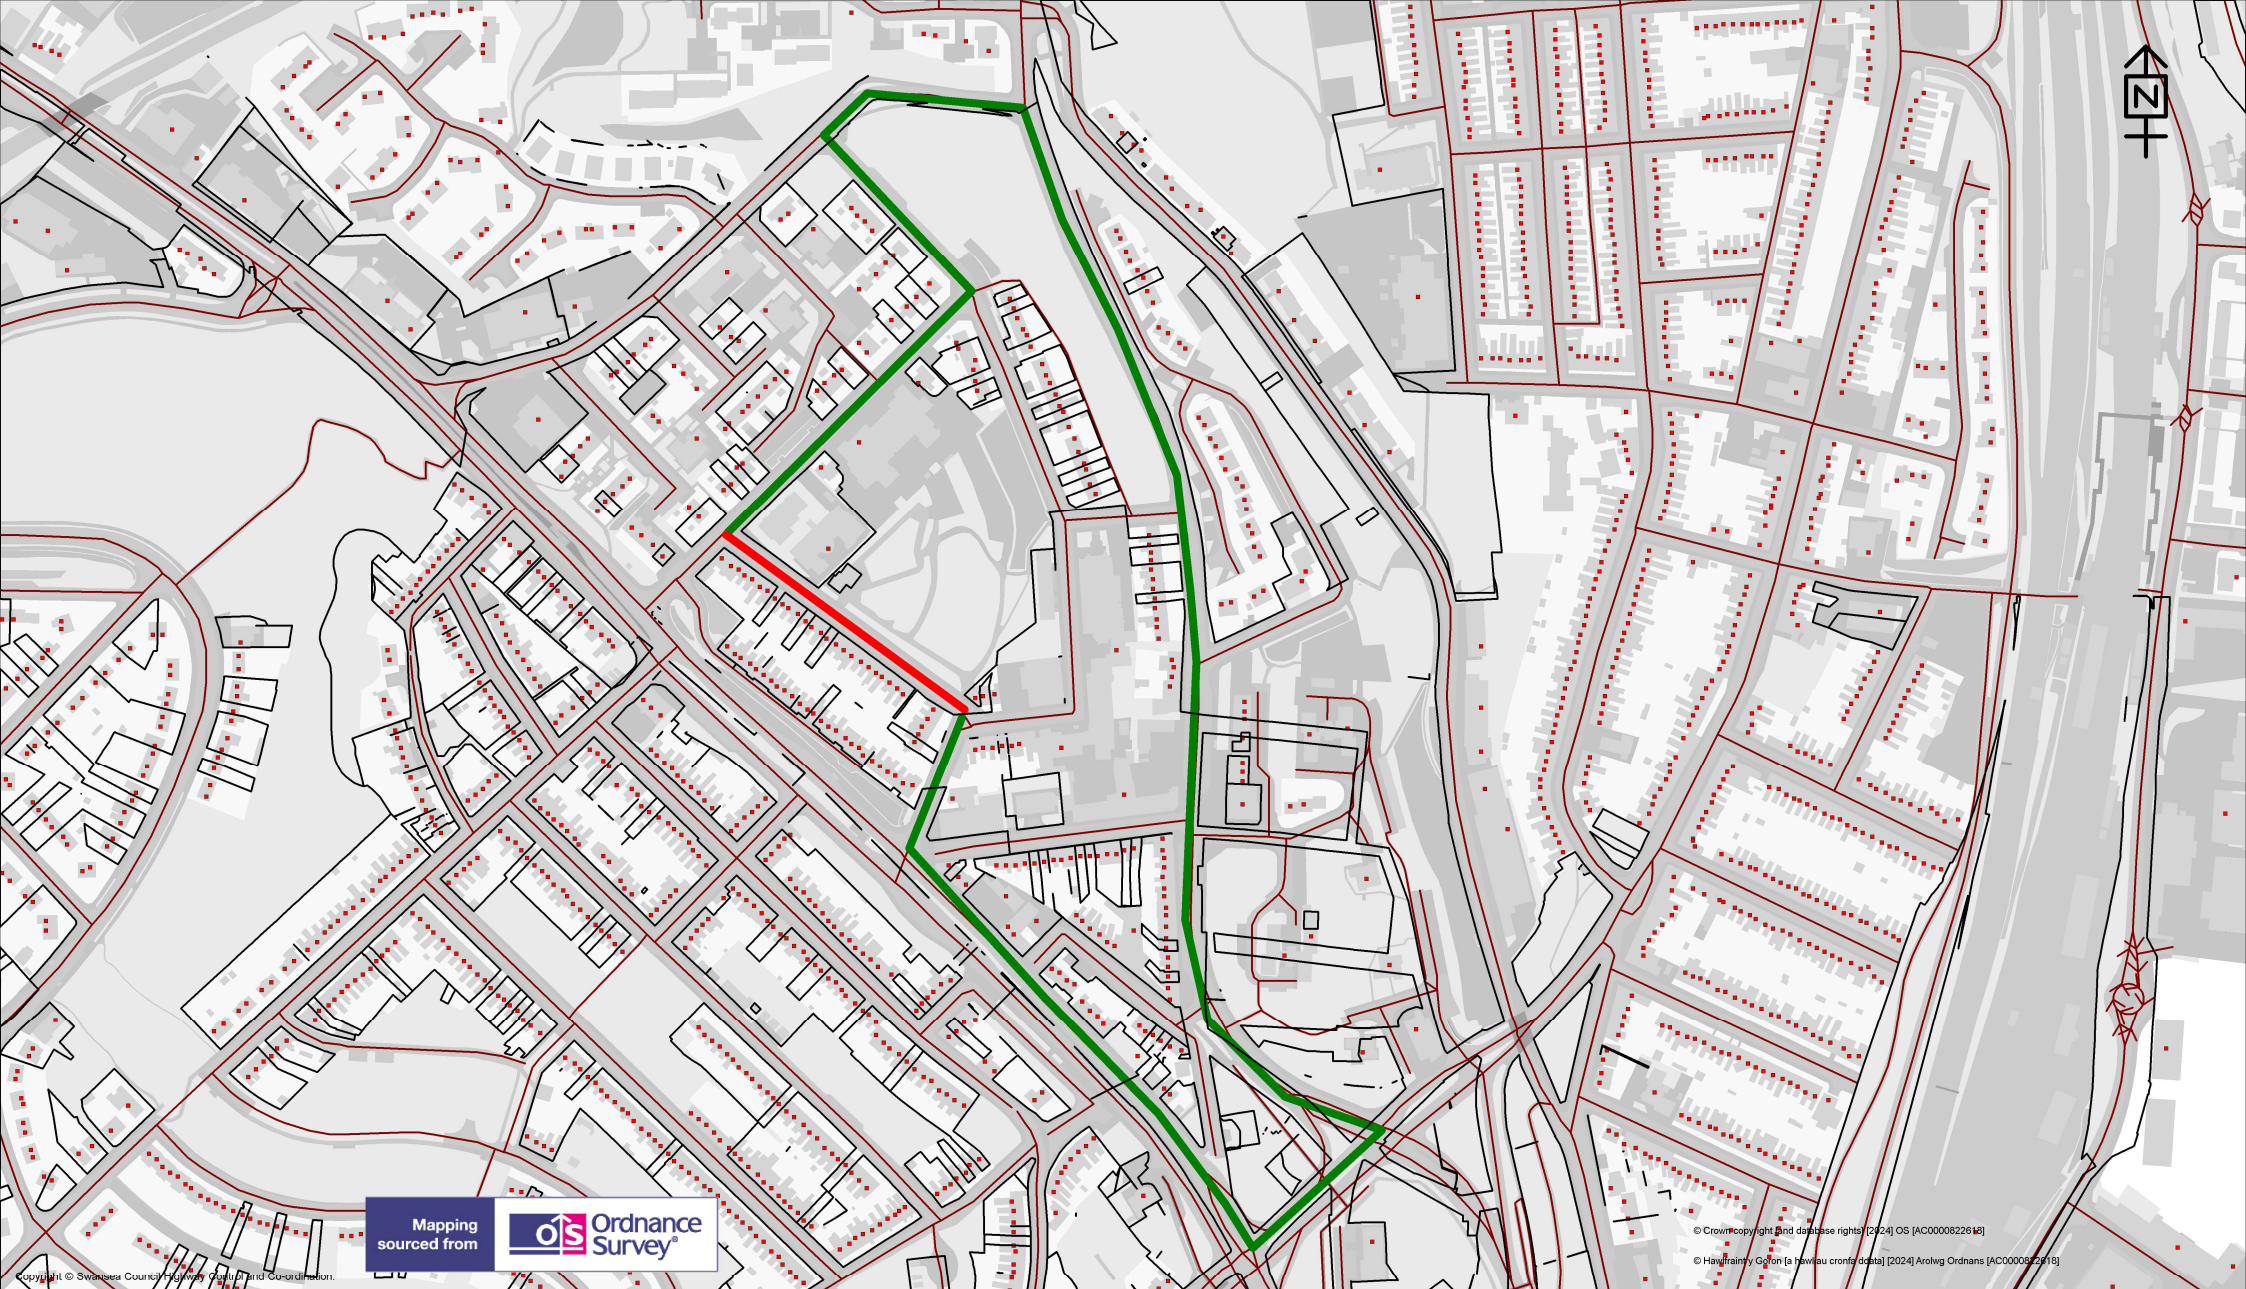 N
Mapping
sourced from
OS Ordnance
Survey®
© Crown copyright [and database rights] [2024] OS [AC0000822618]
© Hawlfraint y Goron [a hawliau cronfa ddata] [2024] Arolwg Ordnans [AC0000822618]
Copyright © Swansea Council Highway Control and Co-ordination.